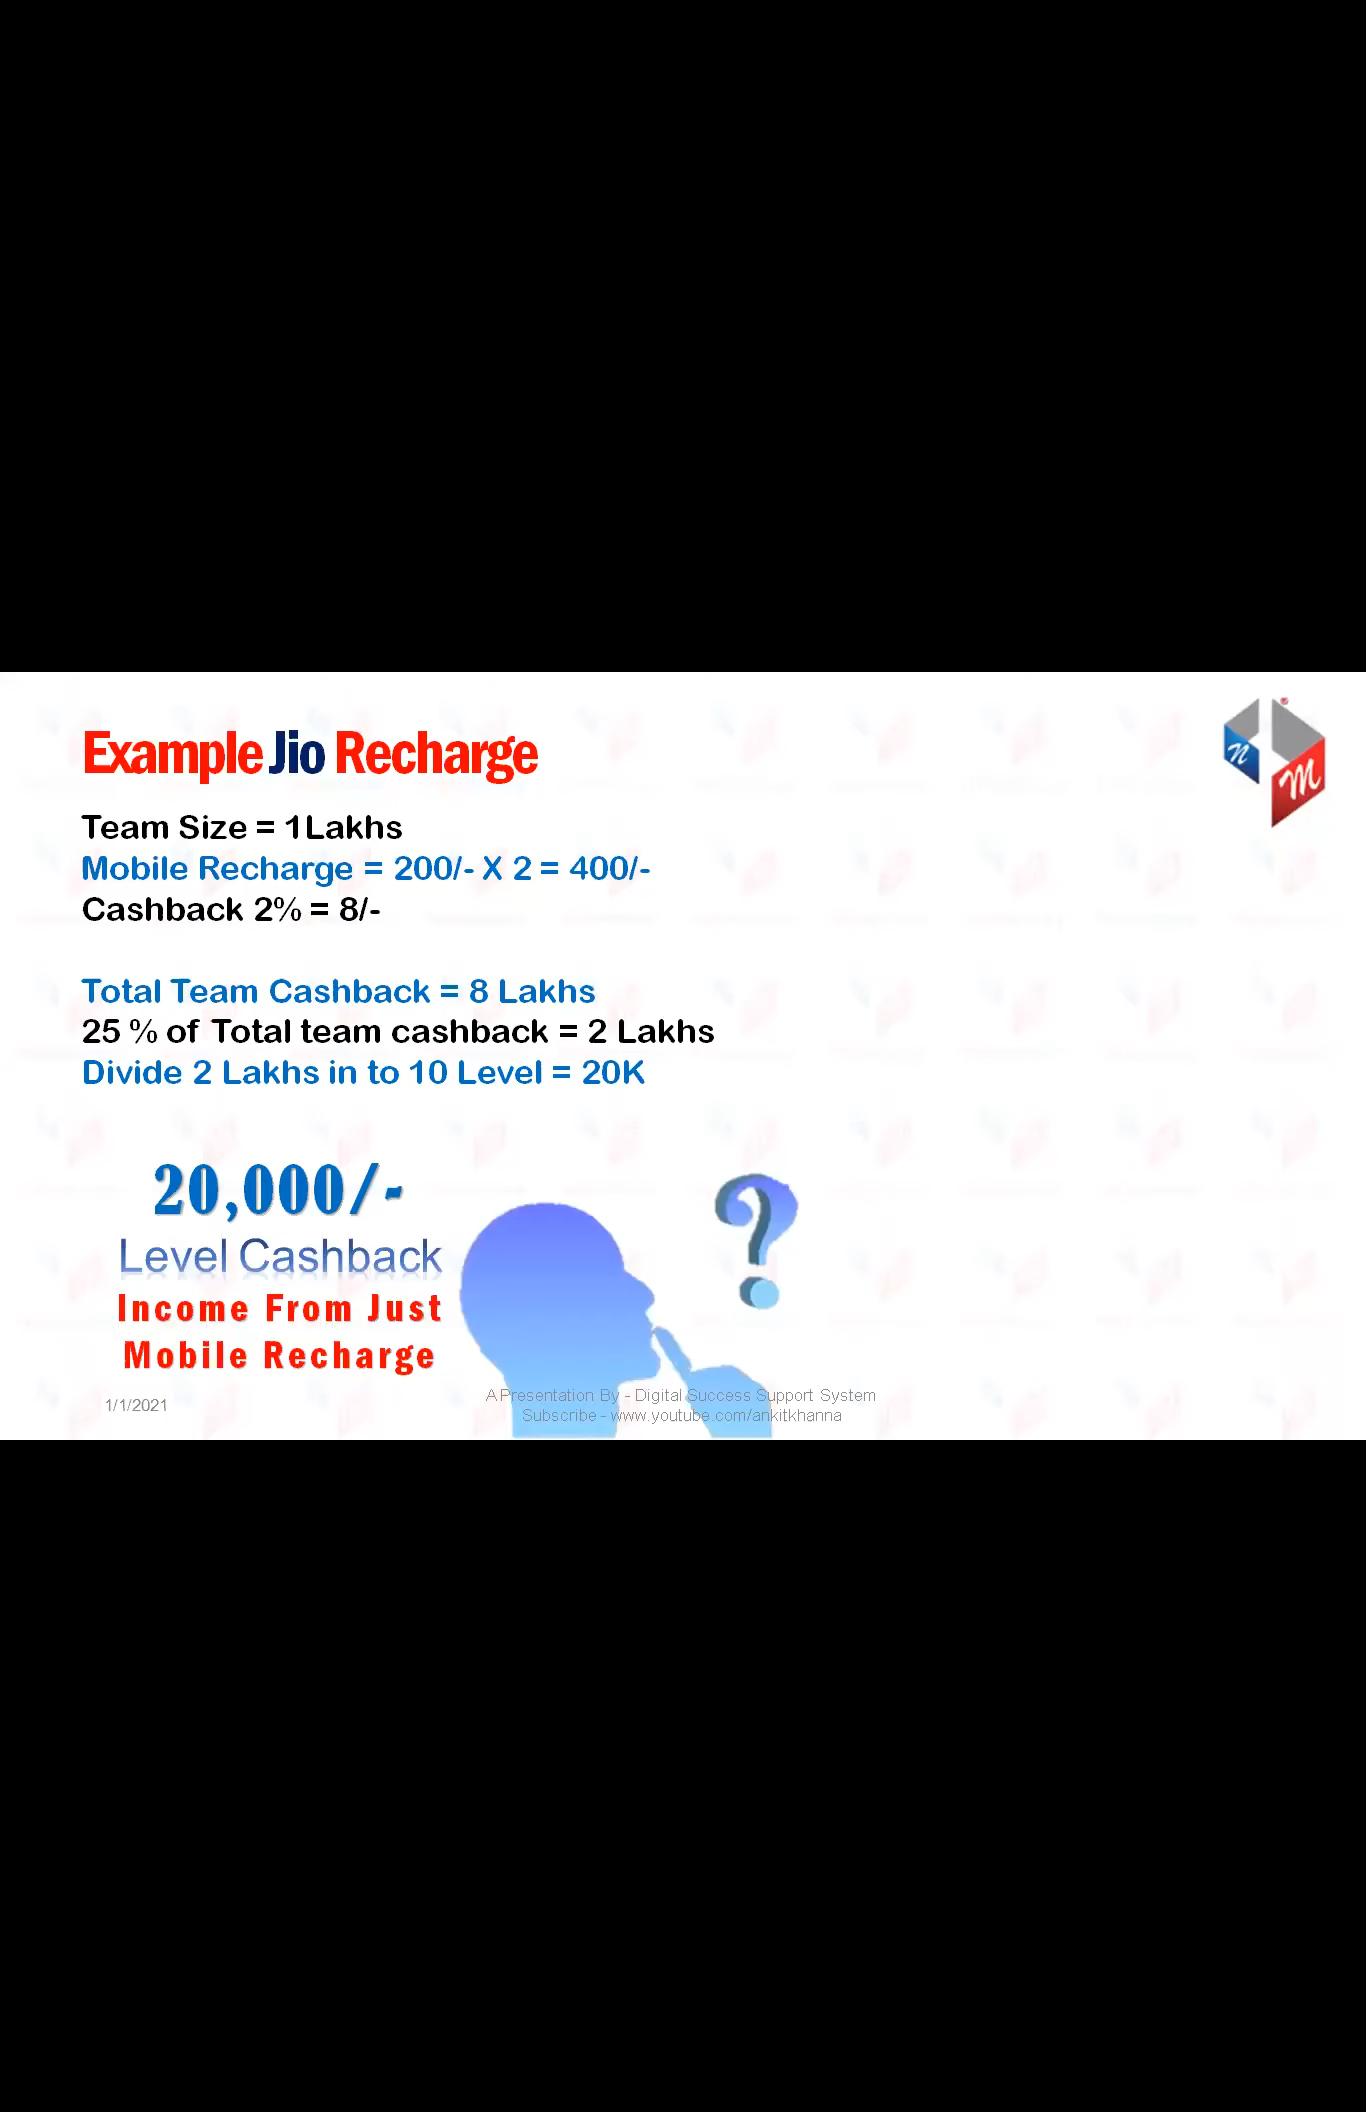 Example Jio Recharge
Team Size = 1Lakhs
Mobile Recharge = 200/- X 2 = 400/-
Cashback 2% = 8/-
Total Team Cashback = 8 Lakhs
25 % of Total team cashback = 2 Lakhs
Divide 2 Lakhs in to 10 Level = 20K
20,000/-
Level Cashback
Income From Just
Mobile Recharge
?
1/1/2021
A Presentation By - Digital Success Support System
Subscribe - www.youtube.com/ankitkhanna
n
m